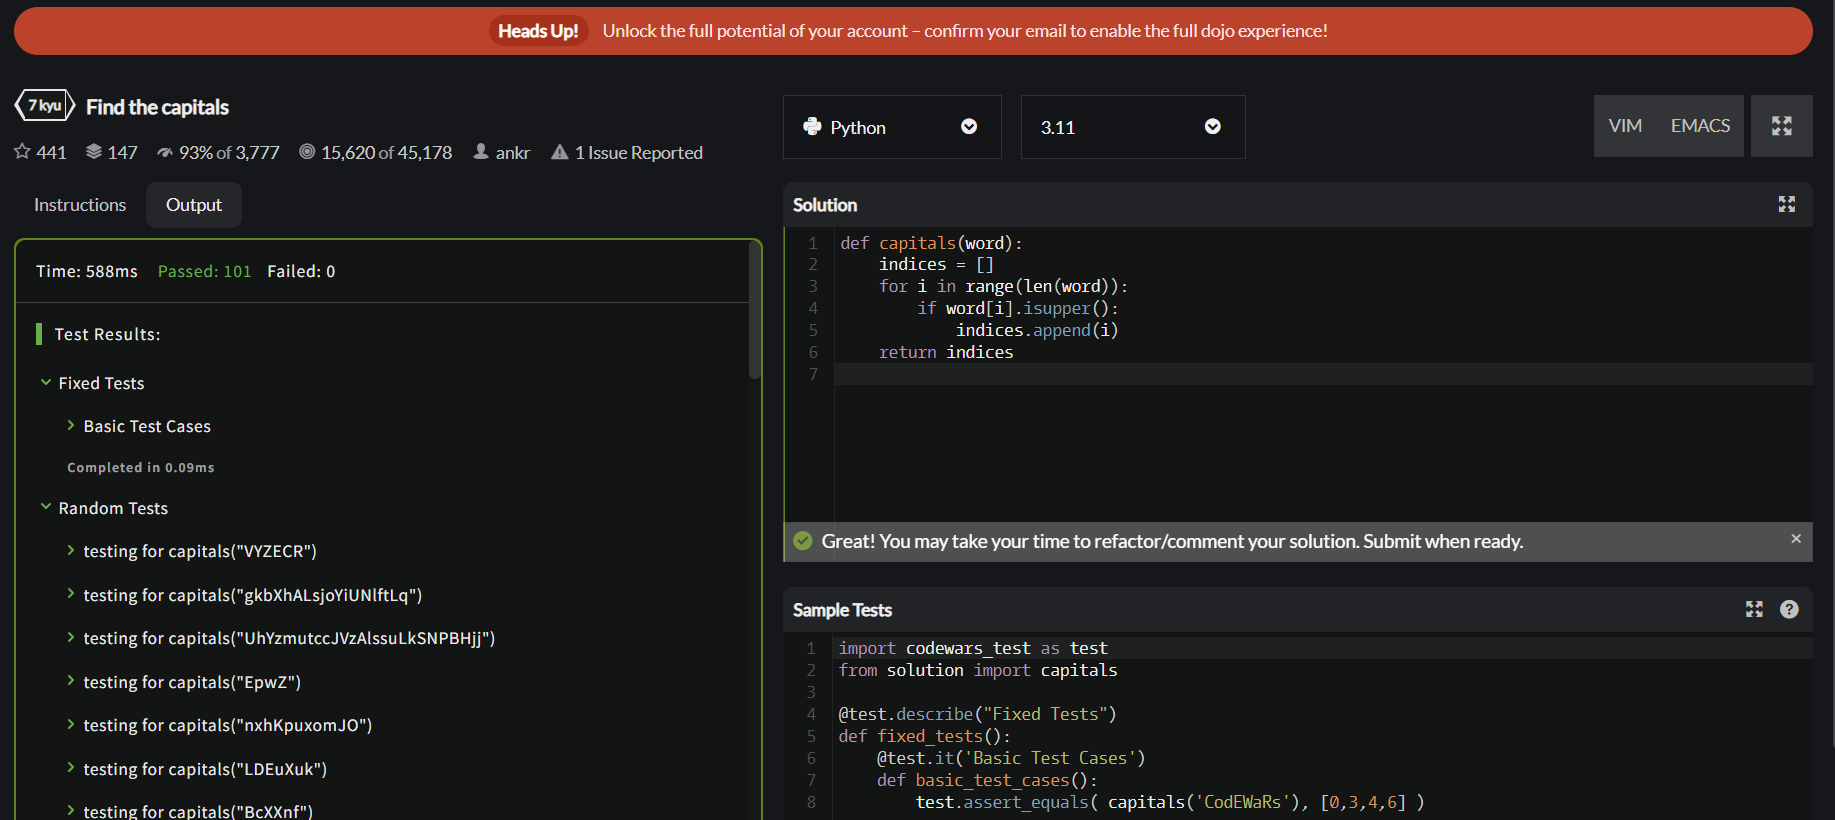 Heads Up! Unlock the full potential of your account – confirm your email to enable the full dojo experience!
7 kyu Find the capitals
441 147 93% of 3,777 15,620 of 45,178 ankr 1 Issue Reported
Python 3.11 VIM EMACS
Instructions Output
Time: 588ms Passed: 101 Failed: 0
Test Results:
Fixed Tests
Basic Test Cases
Completed in 0.09ms
Random Tests
testing for capitals("VYZECR")
testing for capitals("gkbXhALsjoYiUNlftLq")
testing for capitals("UhYzmutccJVzAlssuLkSNPBHjj")
testing for capitals("EpwZ")
testing for capitals("nxhKpuxomJO")
testing for capitals("LDEuXuk")
testing for capitals("BcXXnf")
Solution
1 def capitals(word):
2     indices = []
3     for i in range(len(word)):
4         if word[i].isupper():
5             indices.append(i)
6     return indices
7
Great! You may take your time to refactor/comment your solution. Submit when ready. ×
Sample Tests ?
1 import codewars_test as test
2 from solution import capitals
3
4 @test.describe("Fixed Tests")
5 def fixed_tests():
6     @test.it('Basic Test Cases')
7     def basic_test_cases():
8         test.assert_equals( capitals('CodEWaRs'), [0,3,4,6] )